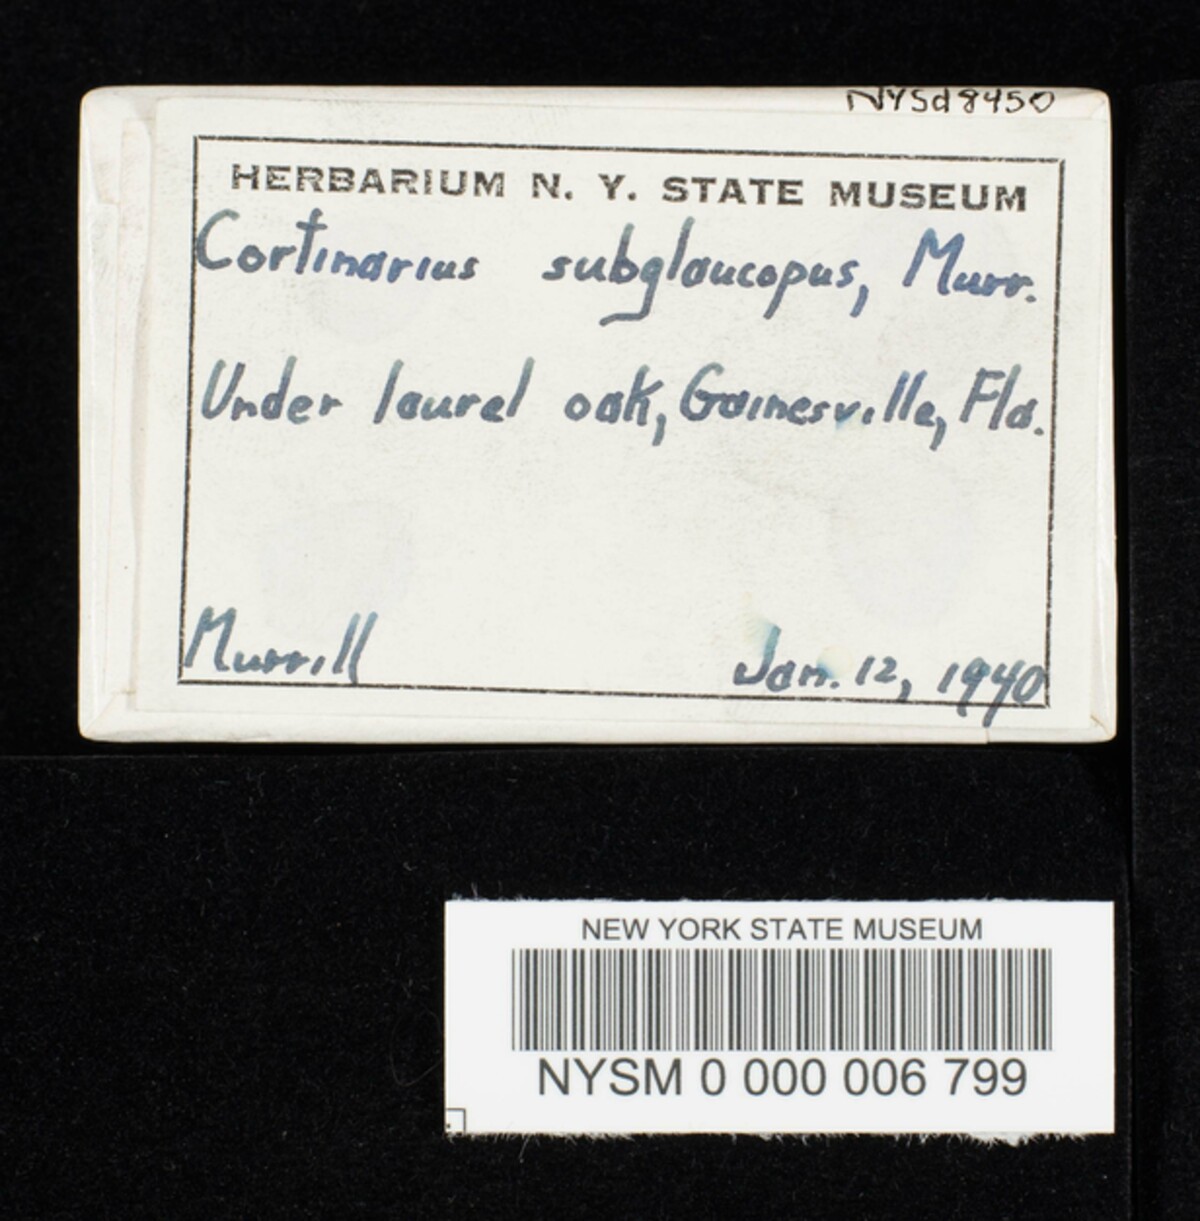 NYSd8450
HERBARIUM N. Y. STATE MUSEUM
Cortinarius subglaucopus, Murr.
Under laurel oak, Gainesville, Fla.
Murrill Jan. 12, 1940
NEW YORK STATE MUSEUM
NYSM 0 000 006 799